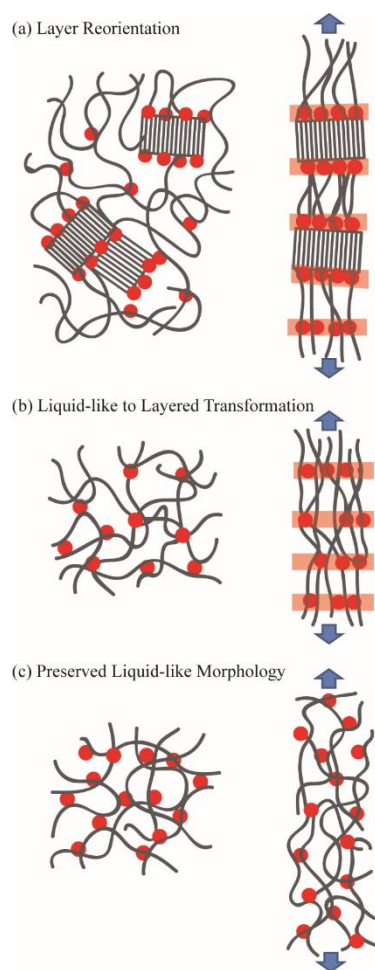 (a) Layer Reorientation
(b) Liquid-like to Layered Transformation
(c) Preserved Liquid-like Morphology